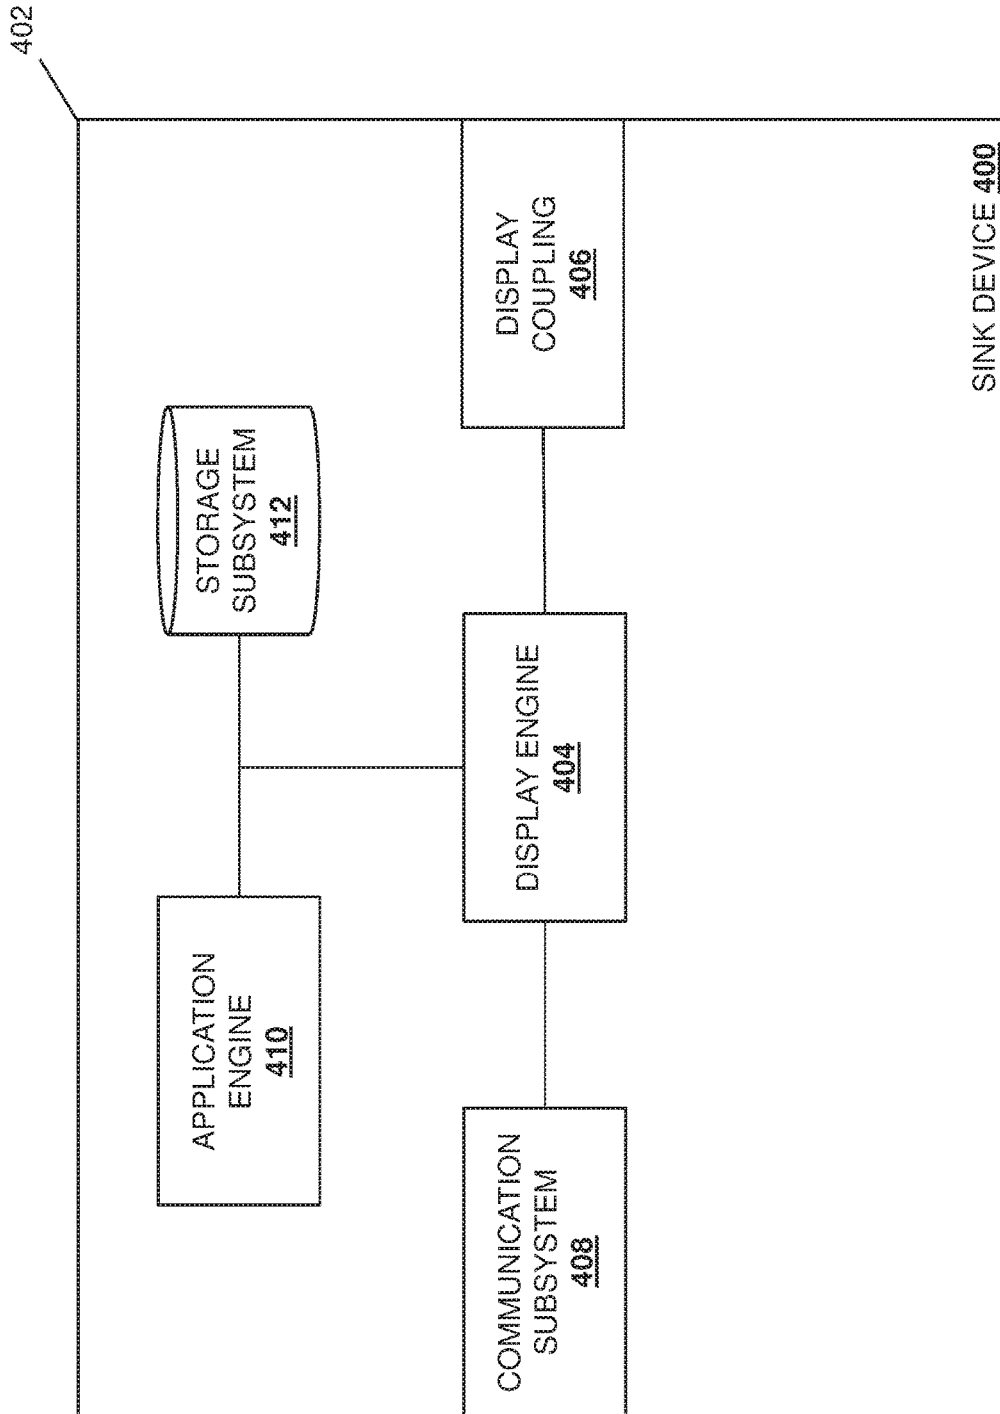 402
APPLICATION
ENGINE
410
STORAGE
SUBSYSTEM
412
COMMUNICATION
SUBSYSTEM
408
DISPLAY ENGINE
404
DISPLAY
COUPLING
406
SINK DEVICE 400